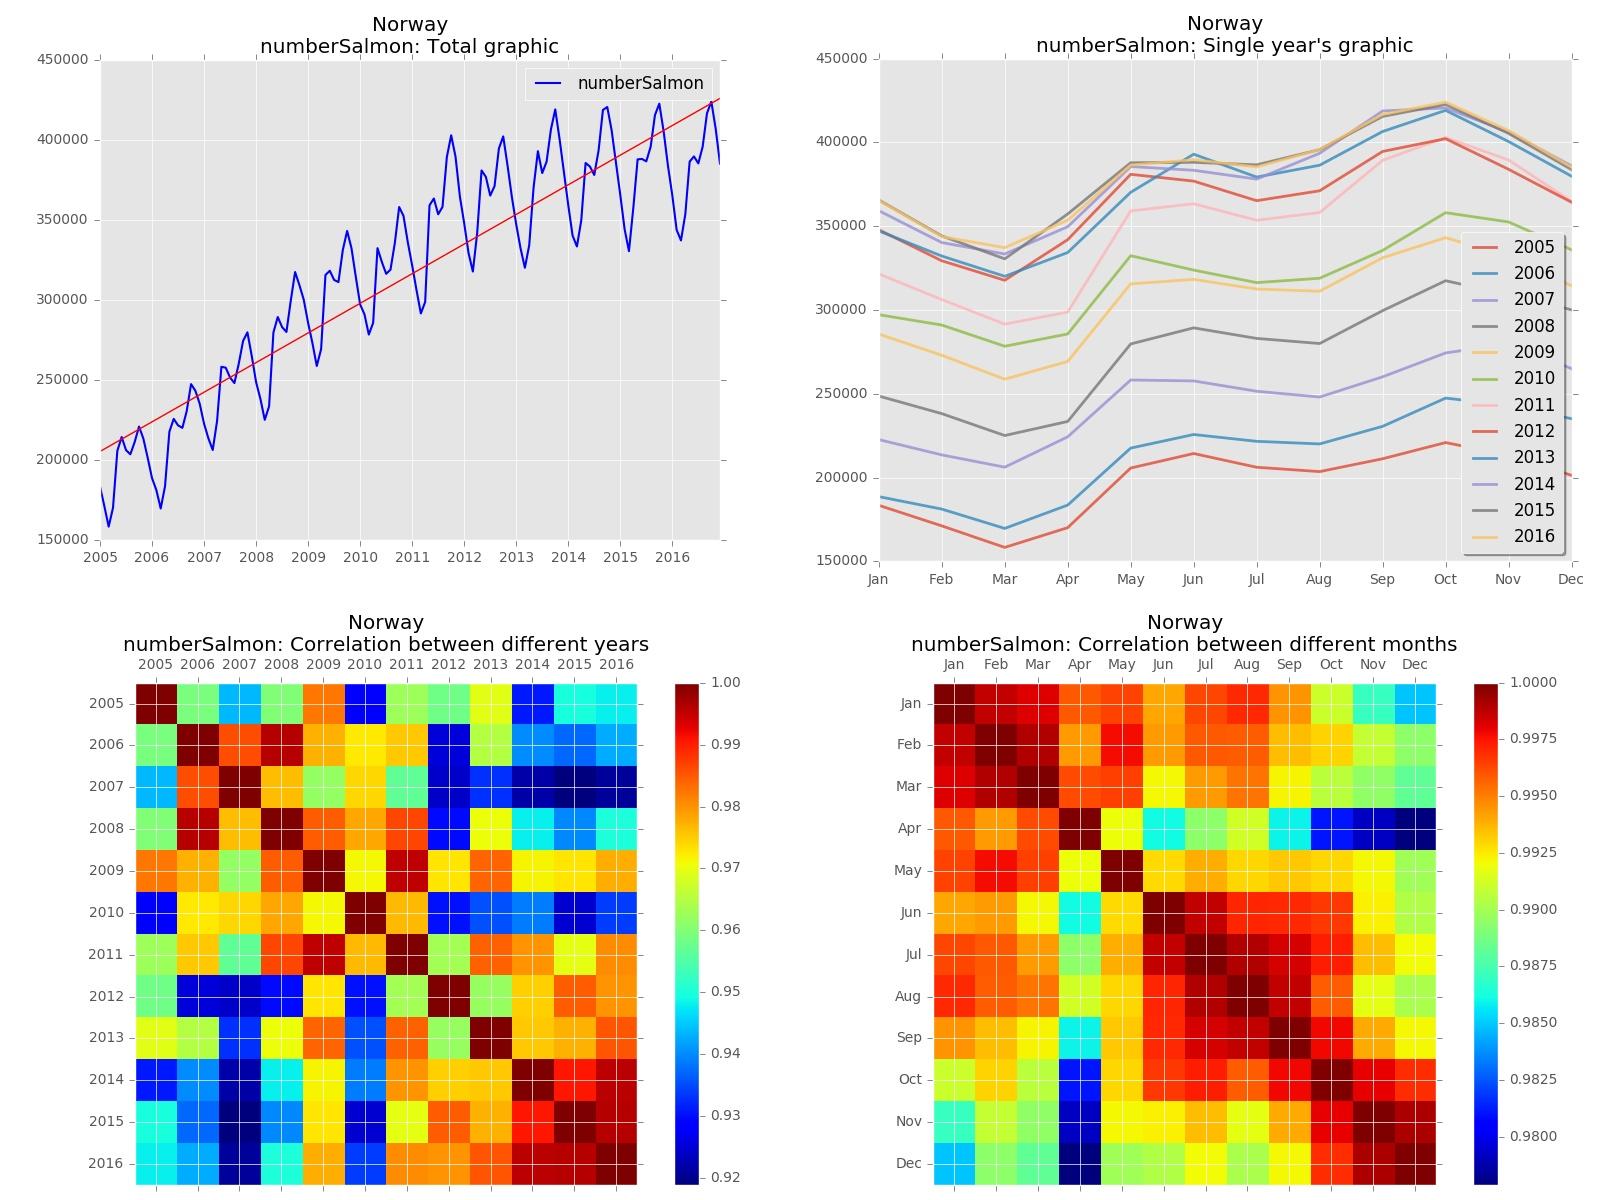 Norway
numberSalmon: Total graphic
450000
400000
350000
300000
250000
200000
150000
numberSalmon
2005 2006 2007 2008 2009 2010 2011 2012 2013 2014 2015 2016
Norway
numberSalmon: Single year's graphic
450000
400000
350000
300000
250000
200000
150000
2005
2006
2007
2008
2009
2010
2011
2012
2013
2014
2015
2016
Jan Feb Mar Apr May Jun Jul Aug Sep Oct Nov Dec
Norway
numberSalmon: Correlation between different years
2005 2006 2007 2008 2009 2010 2011 2012 2013 2014 2015 2016
2005
2006
2007
2008
2009
2010
2011
2012
2013
2014
2015
2016
1.00
0.99
0.98
0.97
0.96
0.95
0.94
0.93
0.92
Norway
numberSalmon: Correlation between different months
Jan Feb Mar Apr May Jun Jul Aug Sep Oct Nov Dec
Jan
Feb
Mar
Apr
May
Jun
Jul
Aug
Sep
Oct
Nov
Dec
1.0000
0.9975
0.9950
0.9925
0.9900
0.9875
0.9850
0.9825
0.9800